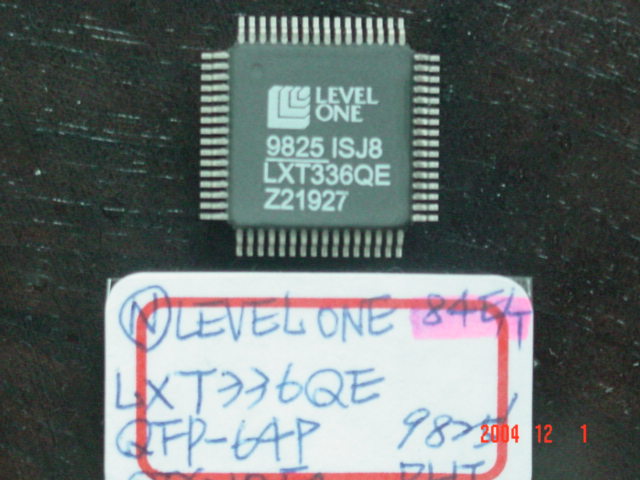 LEVEL
ONE
9825 ISJ8
LXT336QE
Z21927
Ⓝ LEVEL ONE
LXT336QE
QFP-64P
2004 12 1